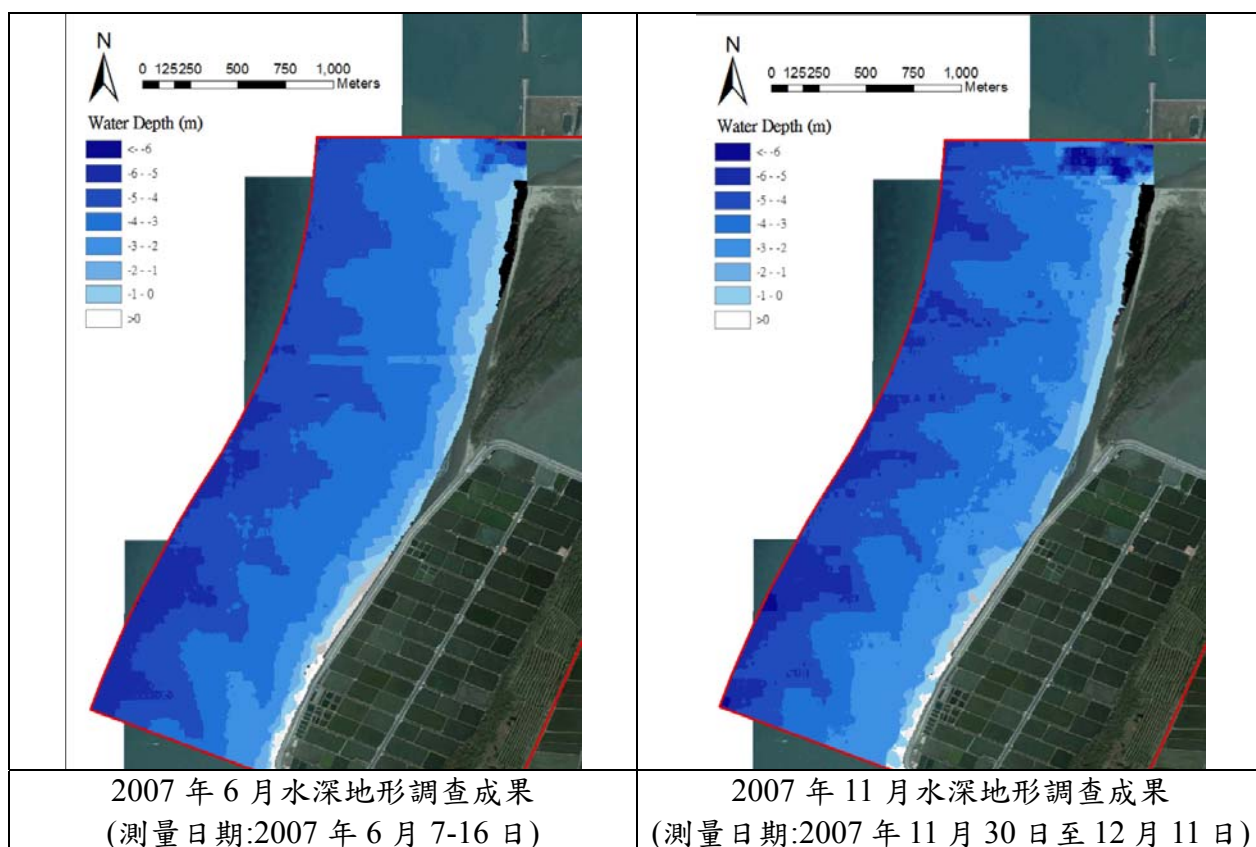 N
0 125250 500 750 1,000
Meters
Water Depth (m)
<--6
-6--5
-5--4
-4--3
-3--2
-2--1
-1-0
>0
2007 年 6 月水深地形調查成果
(測量日期:2007 年 6 月 7-16 日)
N
0 125250 500 750 1,000
Meters
Water Depth (m)
<--6
-6--5
-5--4
-4--3
-3--2
-2--1
-1-0
>0
2007 年 11 月水深地形調查成果
(測量日期:2007 年 11 月 30 日至 12 月 11 日)